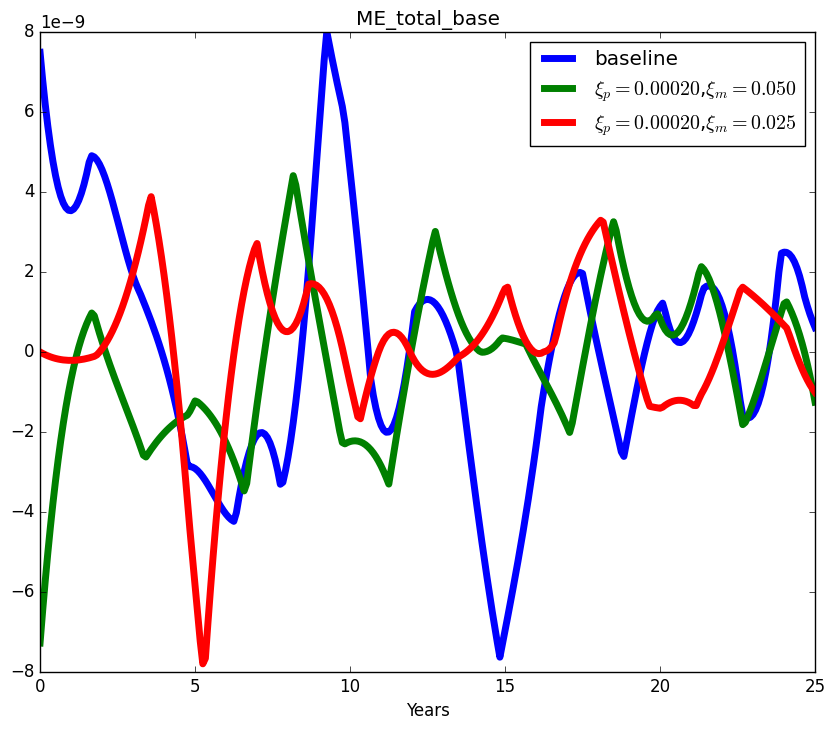 ME_total_base
1e−9
baseline
ξp = 0.00020,ξm = 0.050
ξp = 0.00020,ξm = 0.025
8
6
4
2
0
−2
−4
−6
−8
0 5 10 15 20 25
Years